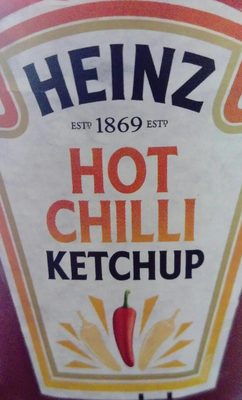 HEINZ
ESTD 1869 ESTD
HOT
CHILLI
KETCHUP